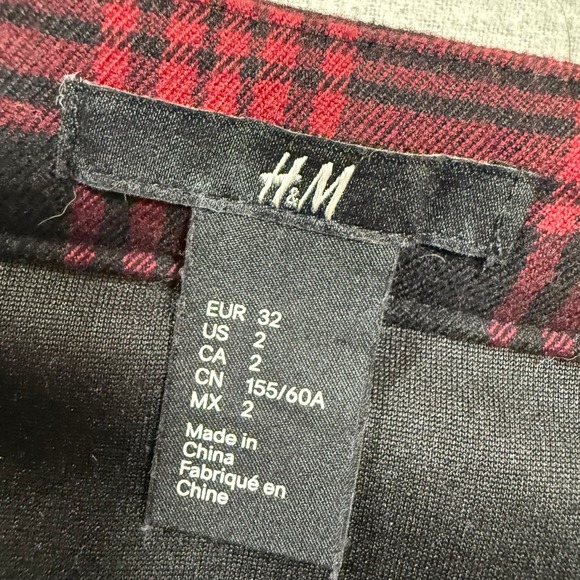 H&M
EUR 32
US 2
CA 2
CN 155/60A
MX 2
Made in
China
Fabriqué en
Chine